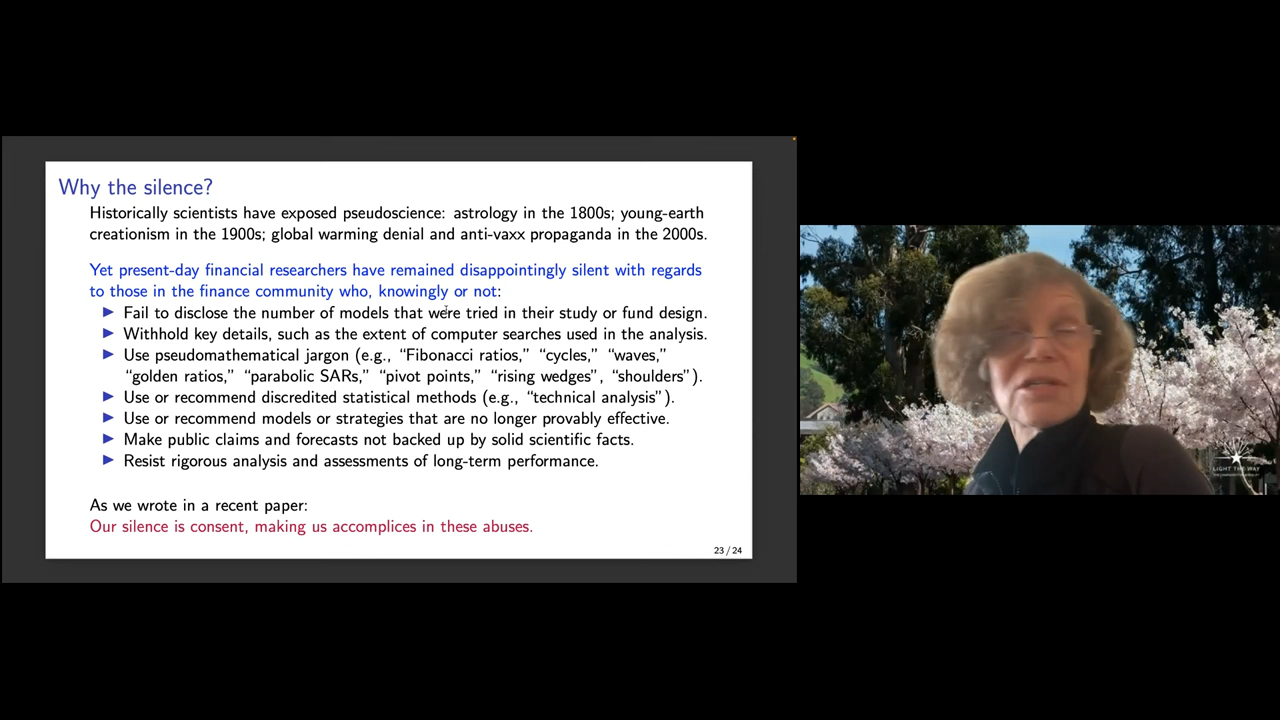 Why the silence?
Historically scientists have exposed pseudoscience: astrology in the 1800s; young-earth
creationism in the 1900s; global warming denial and anti-vaxx propaganda in the 2000s.
Yet present-day financial researchers have remained disappointingly silent with regards
to those in the finance community who, knowingly or not:
▶ Fail to disclose the number of models that were tried in their study or fund design.
▶ Withhold key details, such as the extent of computer searches used in the analysis.
▶ Use pseudomathematical jargon (e.g., “Fibonacci ratios,” “cycles,” “waves,”
“golden ratios,” “parabolic SARs,” “pivot points,” “rising wedges”, “shoulders”).
▶ Use or recommend discredited statistical methods (e.g., “technical analysis”).
▶ Use or recommend models or strategies that are no longer provably effective.
▶ Make public claims and forecasts not backed up by solid scientific facts.
▶ Resist rigorous analysis and assessments of long-term performance.
As we wrote in a recent paper:
Our silence is consent, making us accomplices in these abuses.
23 / 24
LIGHT THE WAY